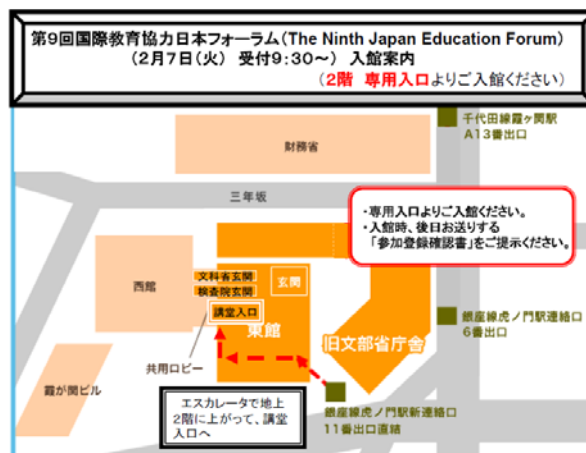 第9回国際教育協力日本フォーラム(The Ninth Japan Education Forum)
(2月7日(火) 受付9:30～) 入館案内
(2階 専用入口よりご入館ください)
千代田線霞ヶ関駅
A13番出口
財務省
三年坂
・専用入口よりご入館ください。
・入館時、後日お送りする
「参加登録確認書」をご提示ください。
西館
文科省玄関
検査院玄関
講堂入口
玄関
東館
旧文部省庁舎
銀座線虎ノ門駅連絡口
6番出口
共用ロビー
霞が関ビル
エスカレータで地上
2階に上がって、講堂
入口へ
銀座線虎ノ門駅新連絡口
11番出口直結